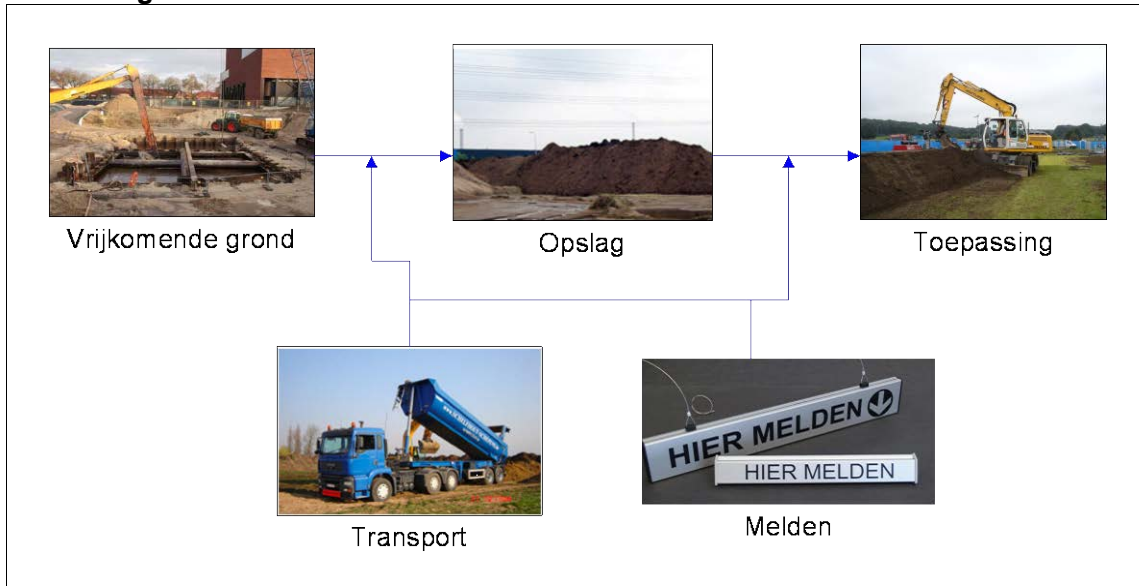 Vrijkomende grond
Opslag
Toepassing
HIER MELDEN
HIER MELDEN
Transport
Melden